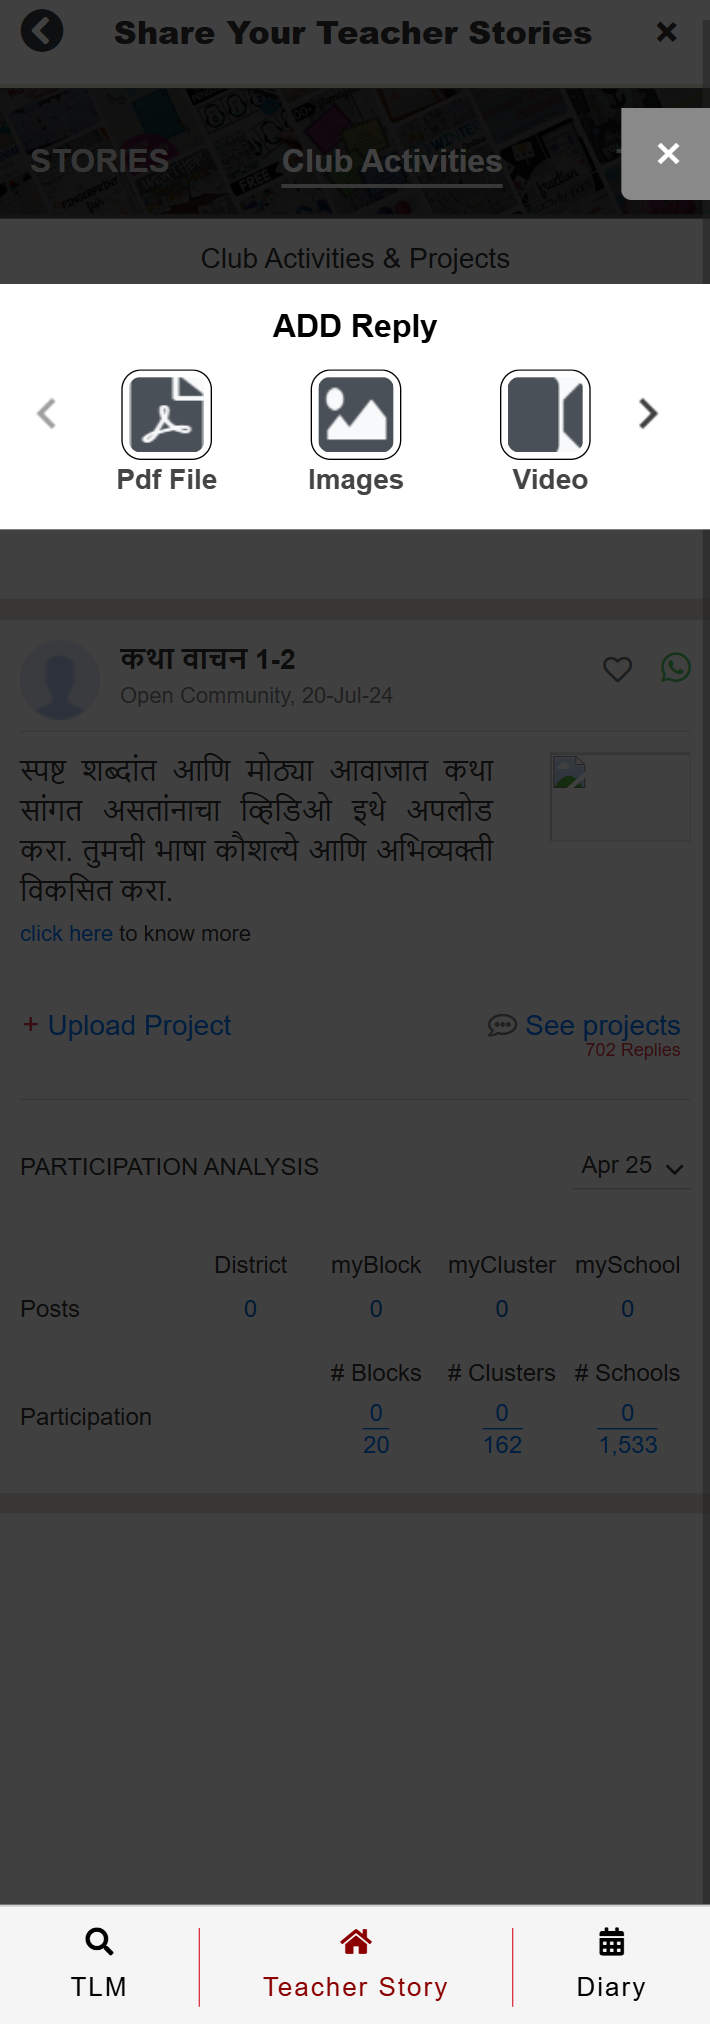 Share Your Teacher Stories
STORIES Club Activities
Club Activities & Projects
ADD Reply
Pdf File Images Video
कथा वाचन 1-2
Open Community, 20-Jul-24
स्पष्ट शब्दांत आणि मोठ्या आवाजात कथा
सांगत असतांनाचा व्हिडिओ इथे अपलोड
करा. तुमची भाषा कौशल्ये आणि अभिव्यक्ती
विकसित करा.
click here to know more
+ Upload Project See projects
702 Replies
PARTICIPATION ANALYSIS Apr 25
District myBlock myCluster mySchool
Posts 0 0 0 0
# Blocks # Clusters # Schools
Participation 0 0 0
20 162 1,533
TLM Teacher Story Diary